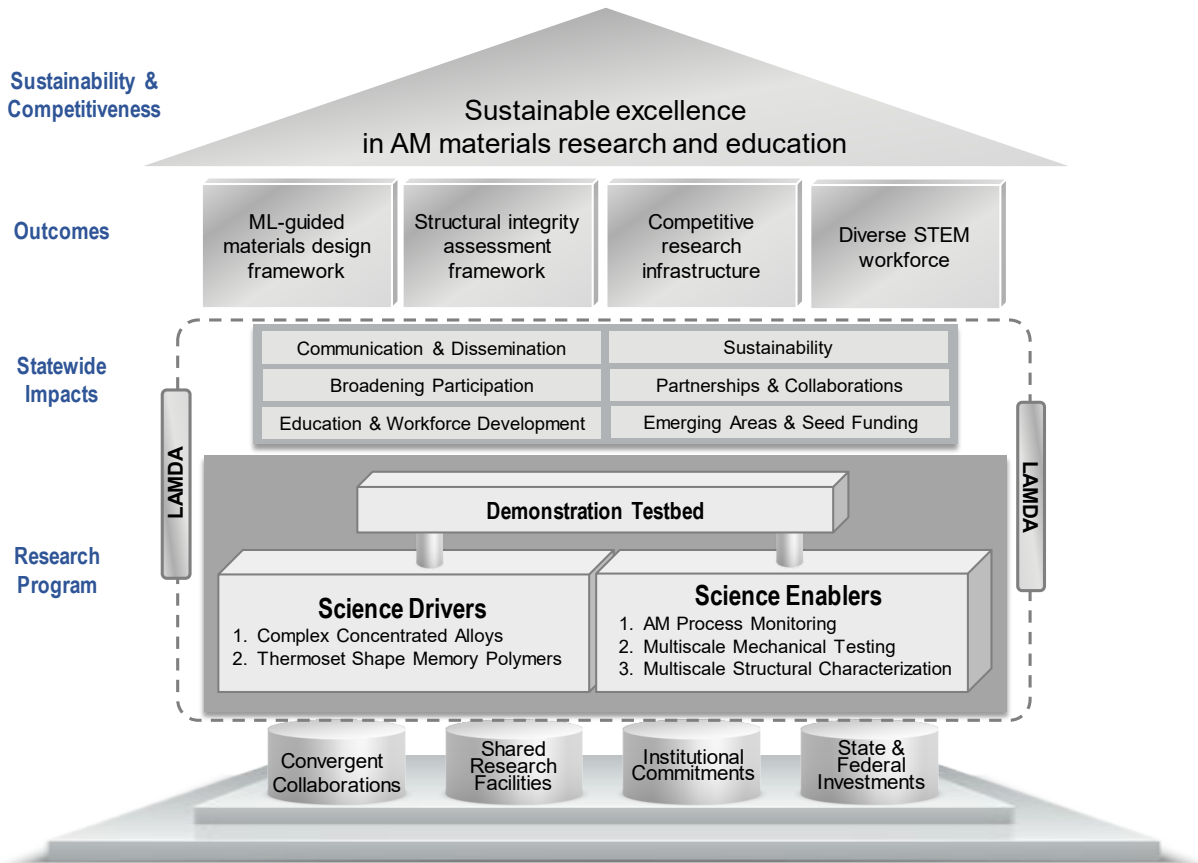 Sustainability &
Competitiveness
Sustainable excellence
in AM materials research and education
Outcomes
ML-guided
materials design
framework
Structural integrity
assessment
framework
Competitive
research
infrastructure
Diverse STEM
workforce
Statewide
Impacts
Communication & Dissemination
Sustainability
Broadening Participation
Partnerships & Collaborations
Education & Workforce Development
Emerging Areas & Seed Funding
LAMDA
LAMDA
Research
Program
Demonstration Testbed
Science Drivers
1. Complex Concentrated Alloys
2. Thermoset Shape Memory Polymers
Science Enablers
1. AM Process Monitoring
2. Multiscale Mechanical Testing
3. Multiscale Structural Characterization
Convergent
Collaborations
Shared
Research
Facilities
Institutional
Commitments
State &
Federal
Investments